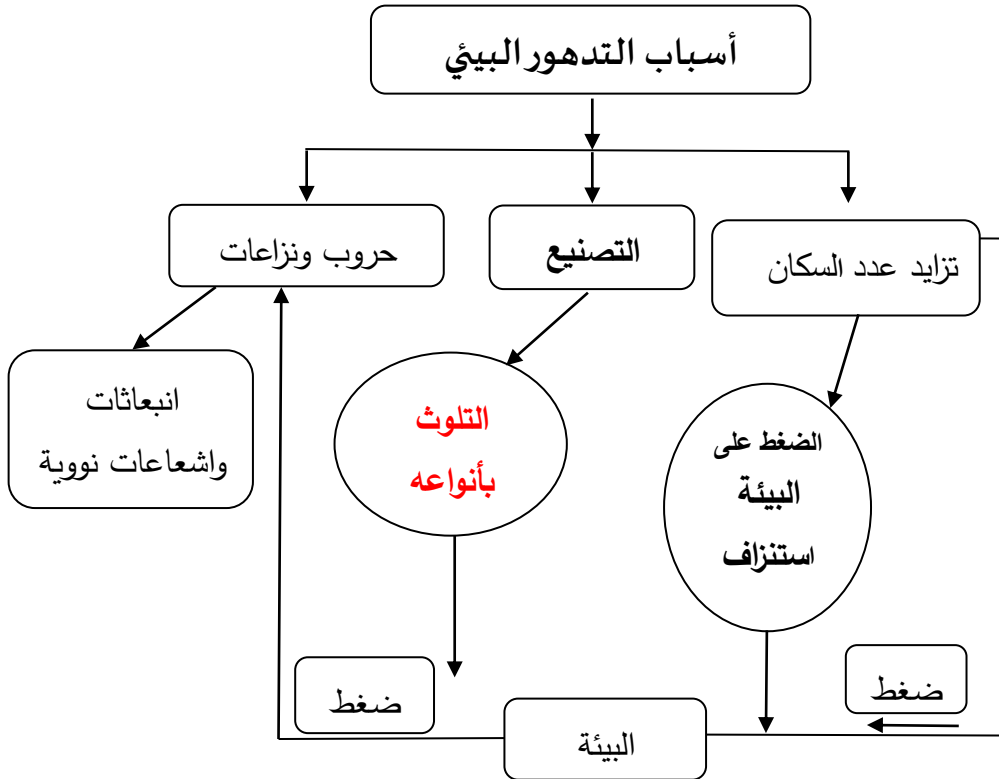 أسباب التدهور البيئي
تزايد عدد السكان
التصنيع
حروب ونزاعات
انبعاثات
واشعاعات نووية
التلوث
بأنواعه
الضغط على
البيئة
استنزاف
ضغط
ضغط
البيئة